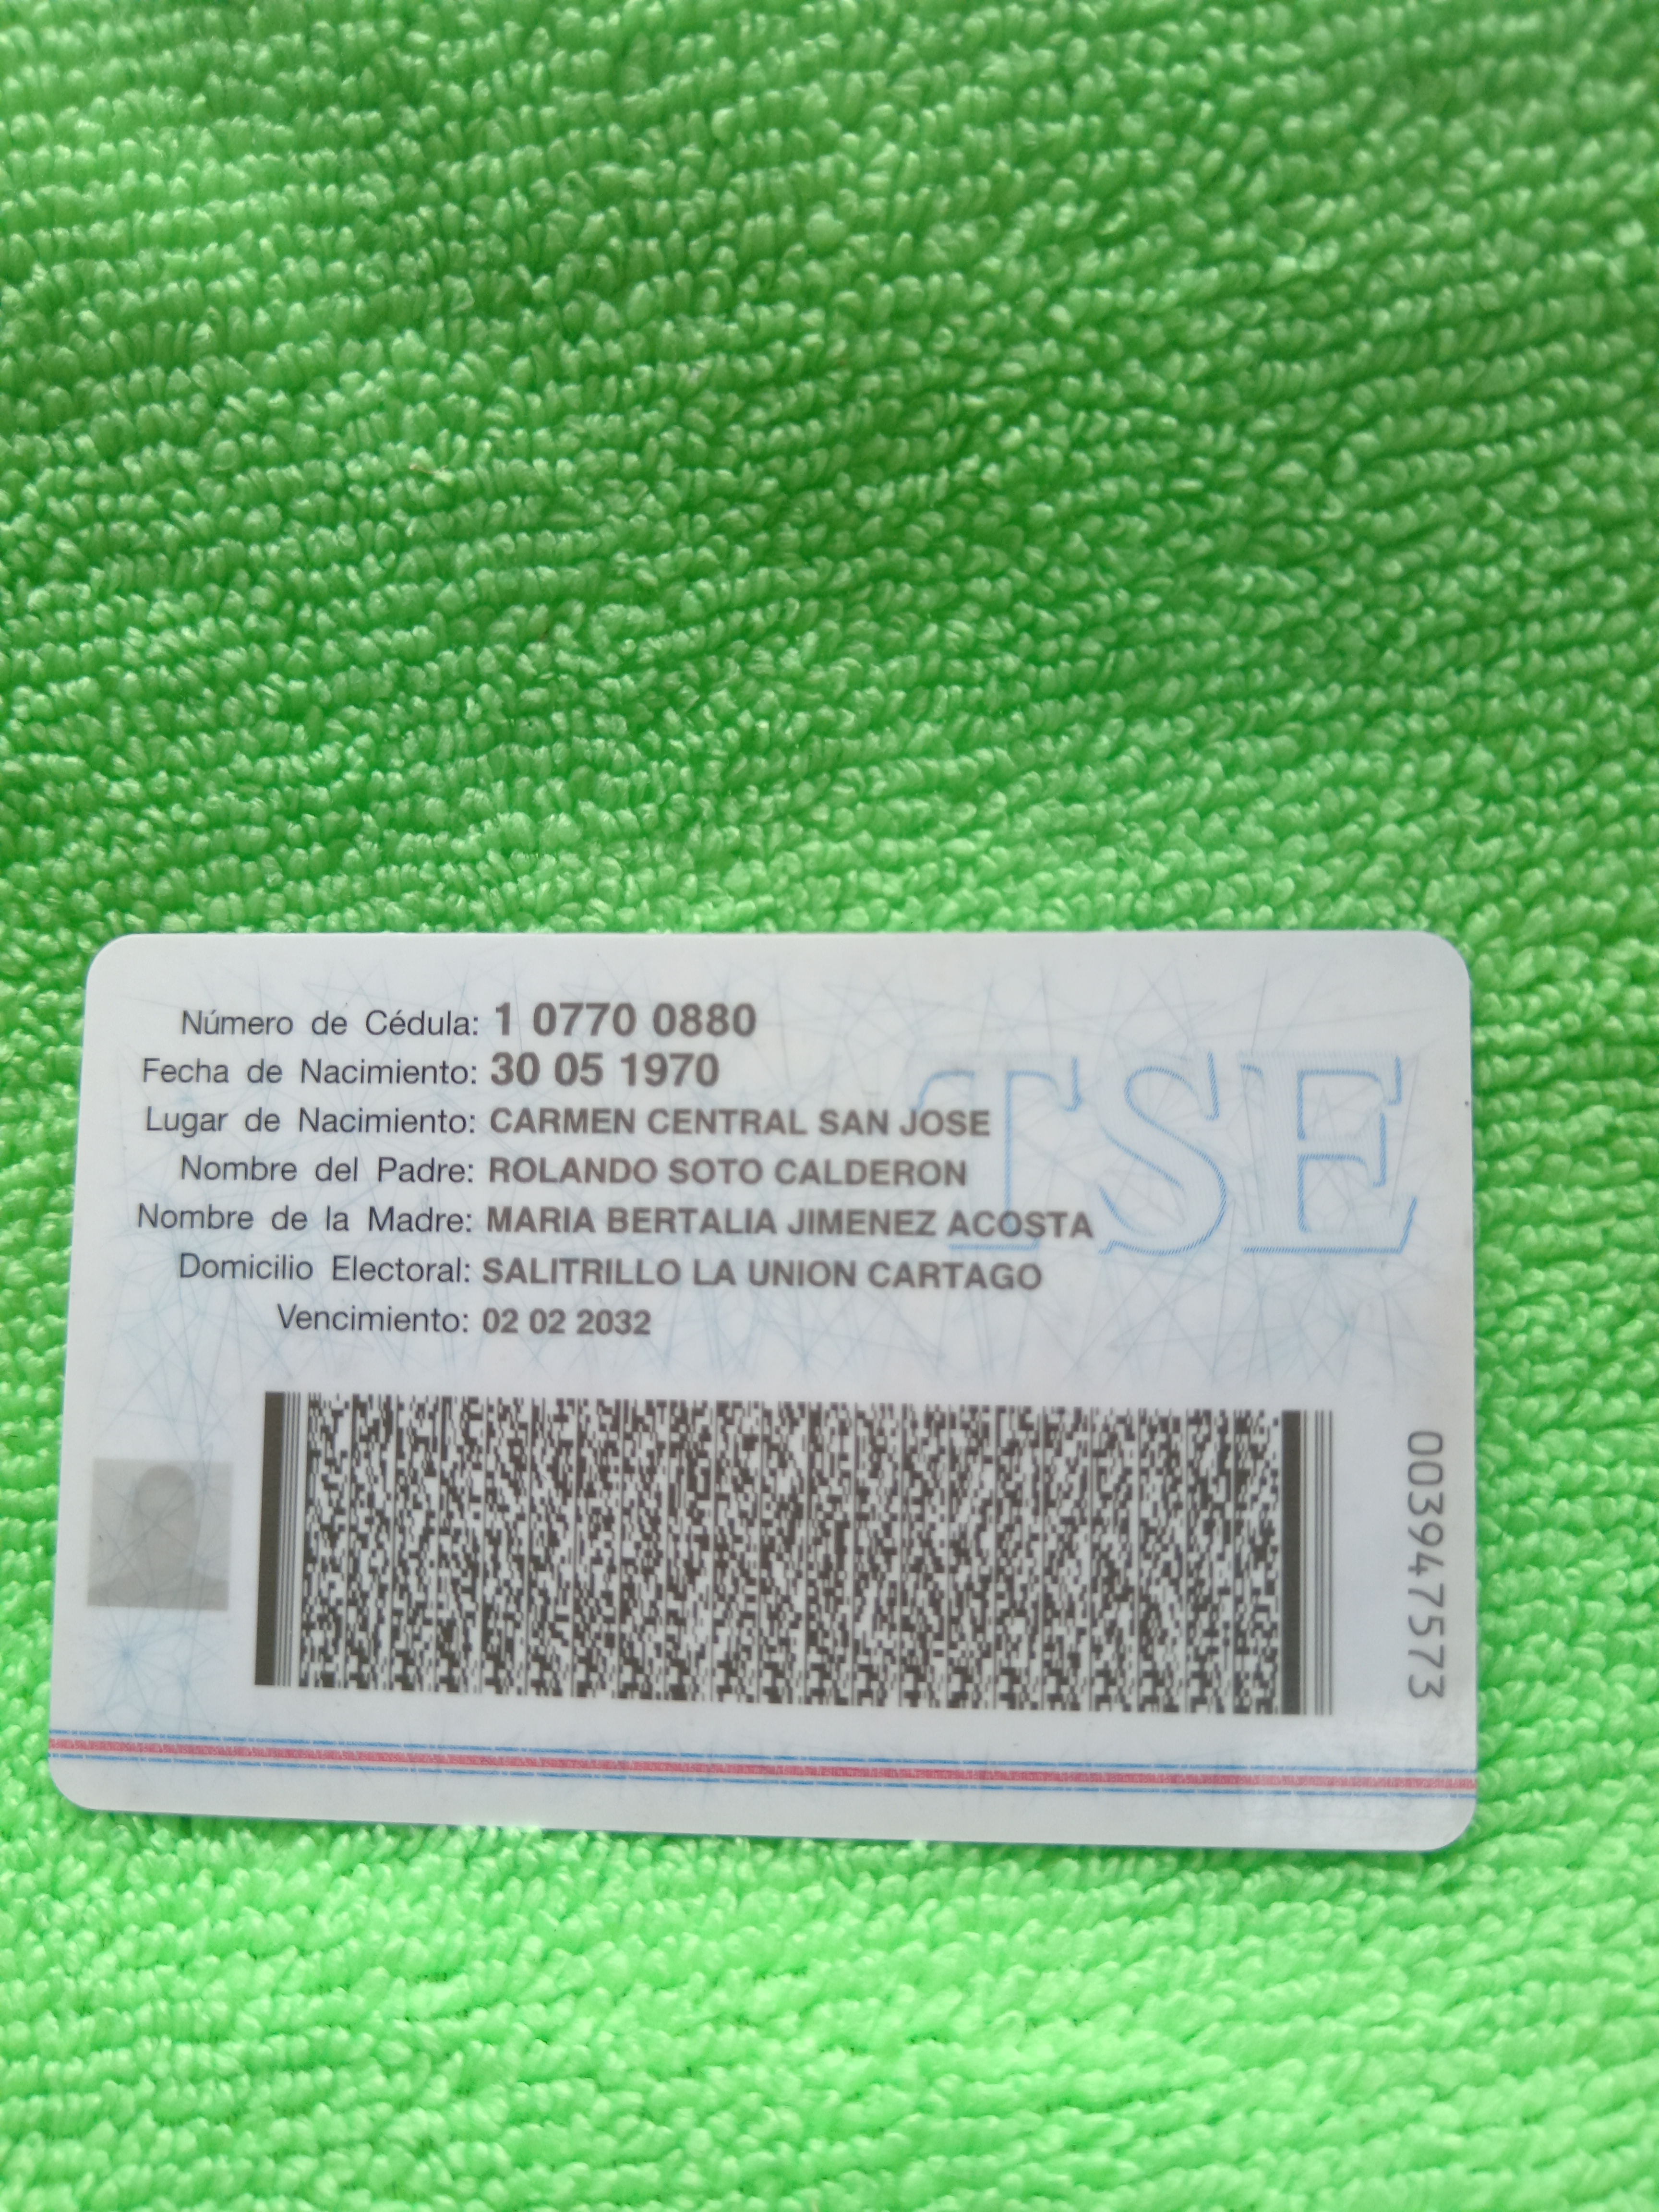 Número de Cédula: 1 0770 0880
Fecha de Nacimiento: 30 05 1970
Lugar de Nacimiento: CARMEN CENTRAL SAN JOSE
Nombre del Padre: ROLANDO SOTO CALDERON
Nombre de la Madre: MARIA BERTALIA JIMENEZ ACOSTA
Domicilio Electoral: SALITRILLO LA UNION CARTAGO
Vencimiento: 02 02 2032
TSE
003947573